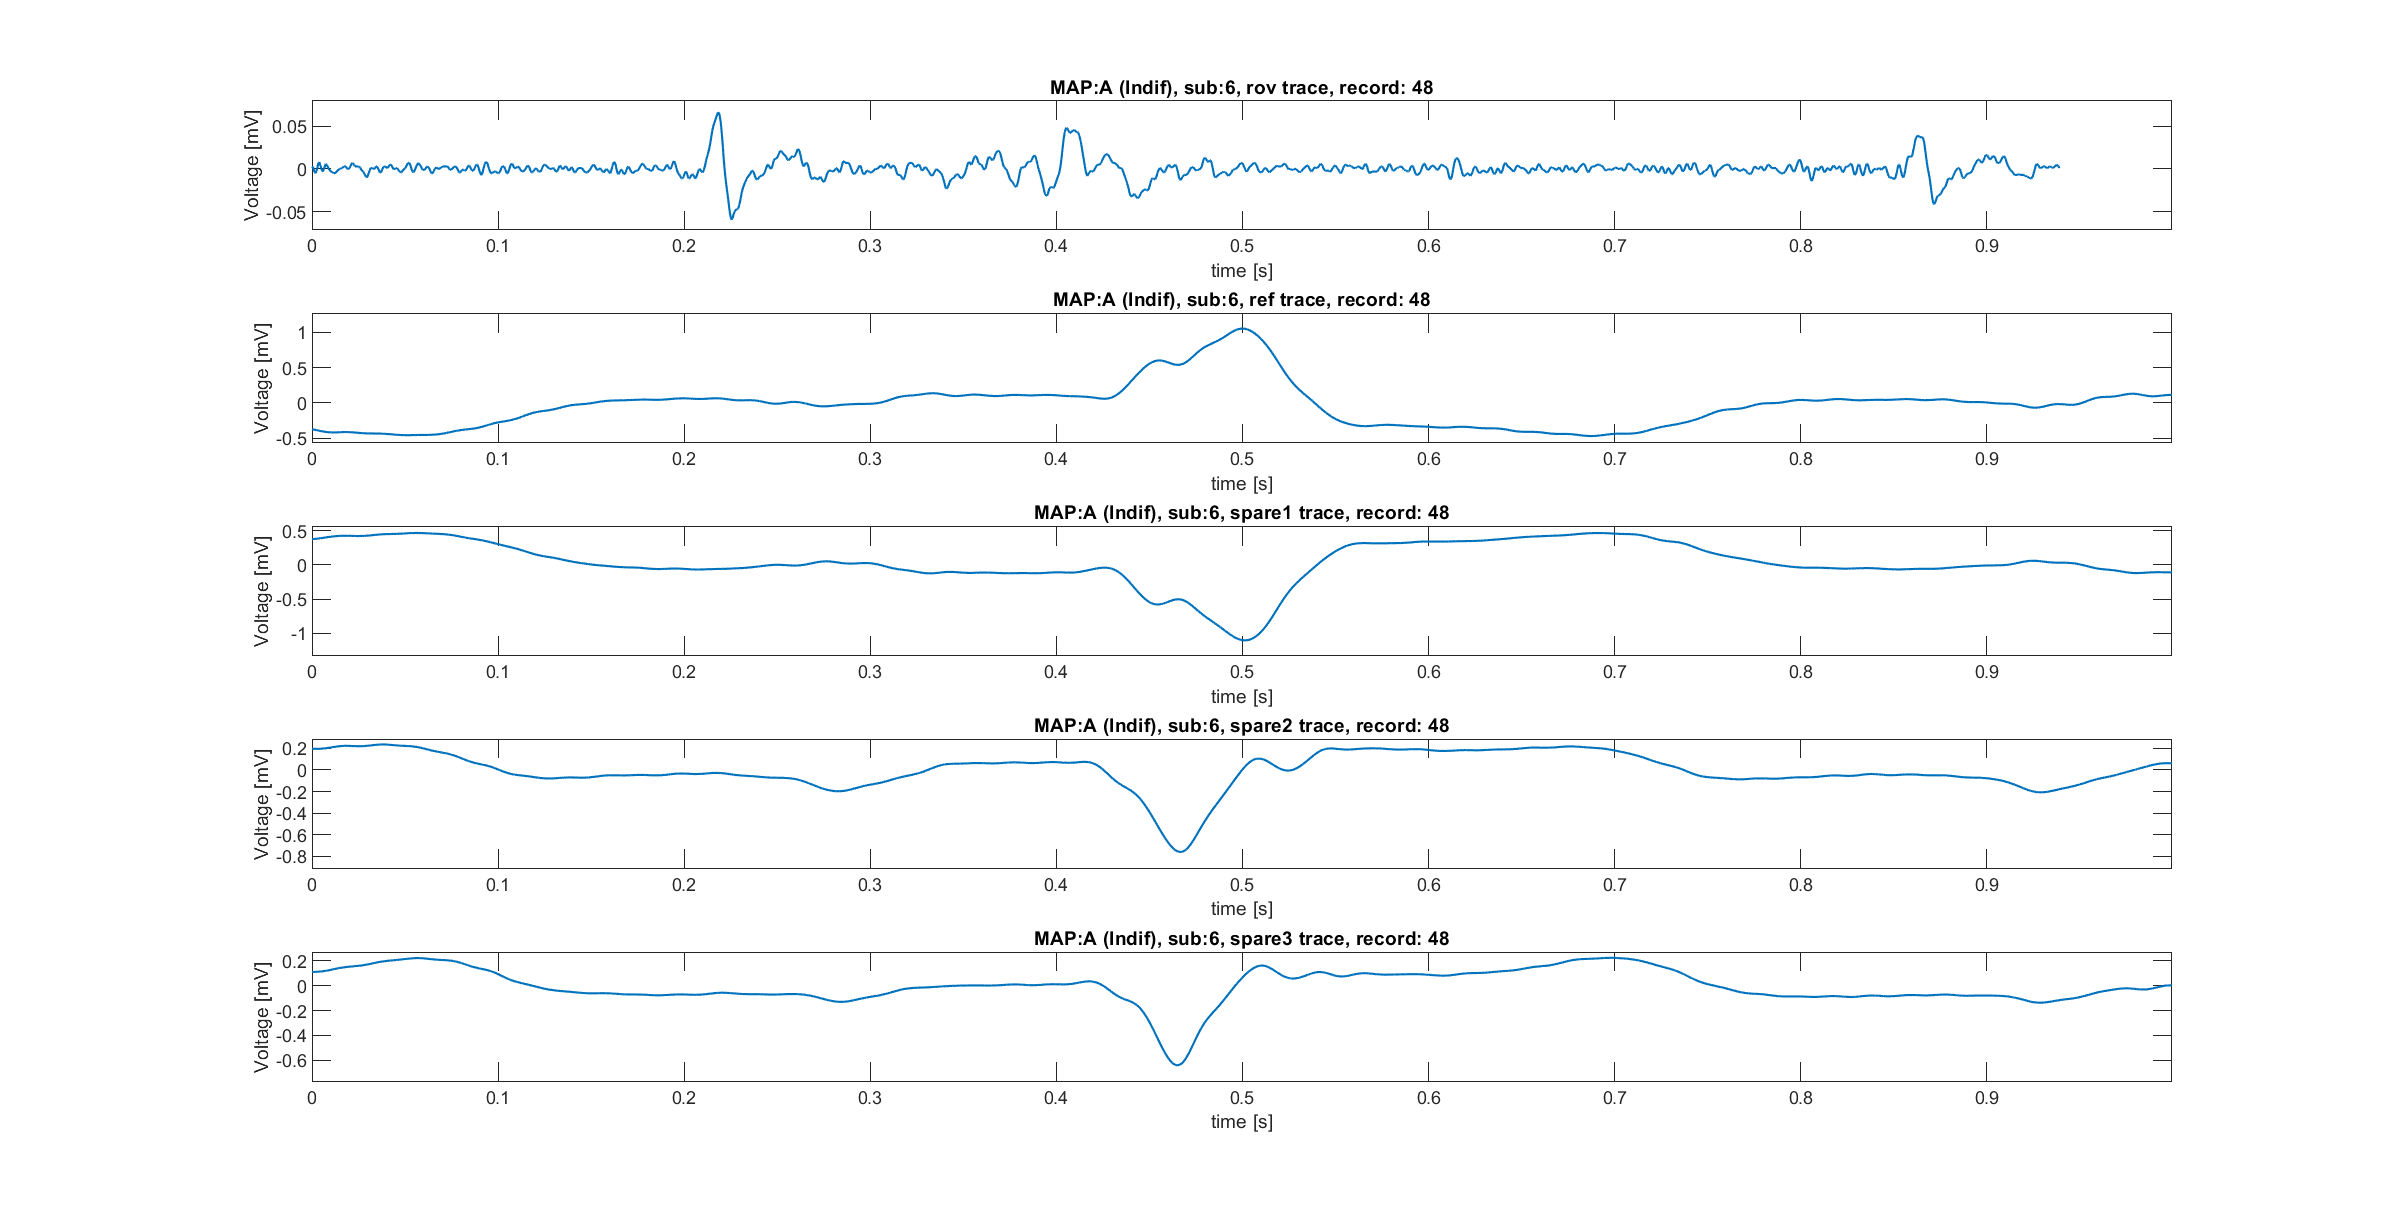 MAP:A (Indif), sub:6, rov trace, record: 48
Voltage [mV]
0.05
0
-0.05
0 0.1 0.2 0.3 0.4 0.5 0.6 0.7 0.8 0.9
time [s]
MAP:A (Indif), sub:6, ref trace, record: 48
Voltage [mV]
1
0.5
0
-0.5
0 0.1 0.2 0.3 0.4 0.5 0.6 0.7 0.8 0.9
time [s]
MAP:A (Indif), sub:6, spare1 trace, record: 48
Voltage [mV]
0.5
0
-0.5
-1
0 0.1 0.2 0.3 0.4 0.5 0.6 0.7 0.8 0.9
time [s]
MAP:A (Indif), sub:6, spare2 trace, record: 48
Voltage [mV]
0.2
0
-0.2
-0.4
-0.6
-0.8
0 0.1 0.2 0.3 0.4 0.5 0.6 0.7 0.8 0.9
time [s]
MAP:A (Indif), sub:6, spare3 trace, record: 48
Voltage [mV]
0.2
0
-0.2
-0.4
-0.6
0 0.1 0.2 0.3 0.4 0.5 0.6 0.7 0.8 0.9
time [s]